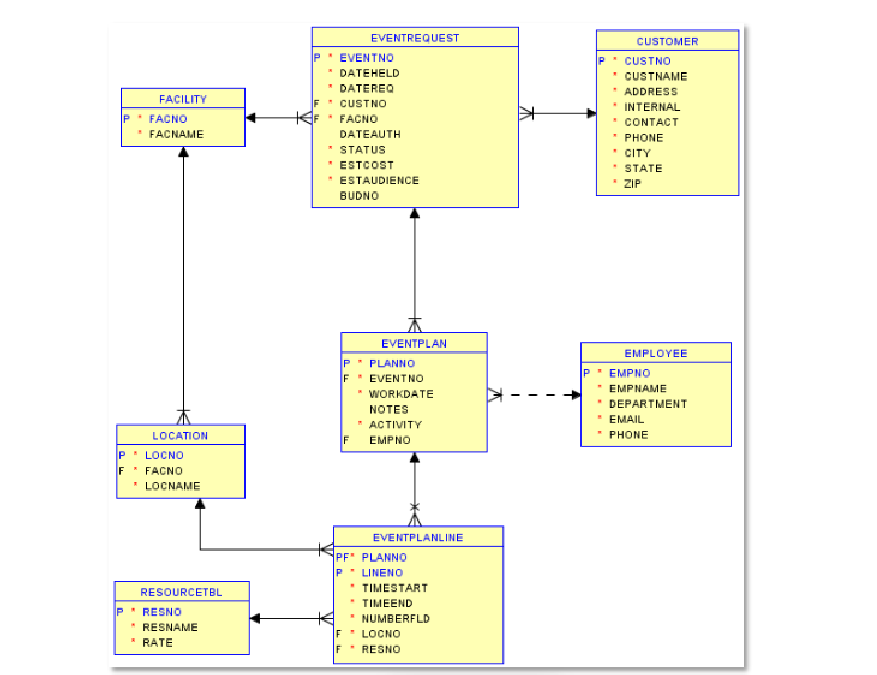 EVENTREQUEST
P * EVENTNO
* DATEHELD
* DATEREQ
F * CUSTNO
F * FACNO
DATEAUTH
* STATUS
* ESTCOST
* ESTAUDIENCE
BUDNO
CUSTOMER
P * CUSTNO
* CUSTNAME
* ADDRESS
* INTERNAL
* CONTACT
* PHONE
* CITY
* STATE
* ZIP
FACILITY
P * FACNO
* FACNAME
EVENTPLAN
P * PLANNO
F * EVENTNO
* WORKDATE
NOTES
* ACTIVITY
F EMPNO
EMPLOYEE
P * EMPNO
* EMPNAME
* DEPARTMENT
* EMAIL
* PHONE
LOCATION
P * LOCNO
F * FACNO
* LOCNAME
EVENTPLANLINE
PF* PLANNO
P * LINENO
* TIMESTART
* TIMEEND
* NUMBERFLD
F * LOCNO
F * RESNO
RESOURCETBL
P * RESNO
* RESNAME
* RATE